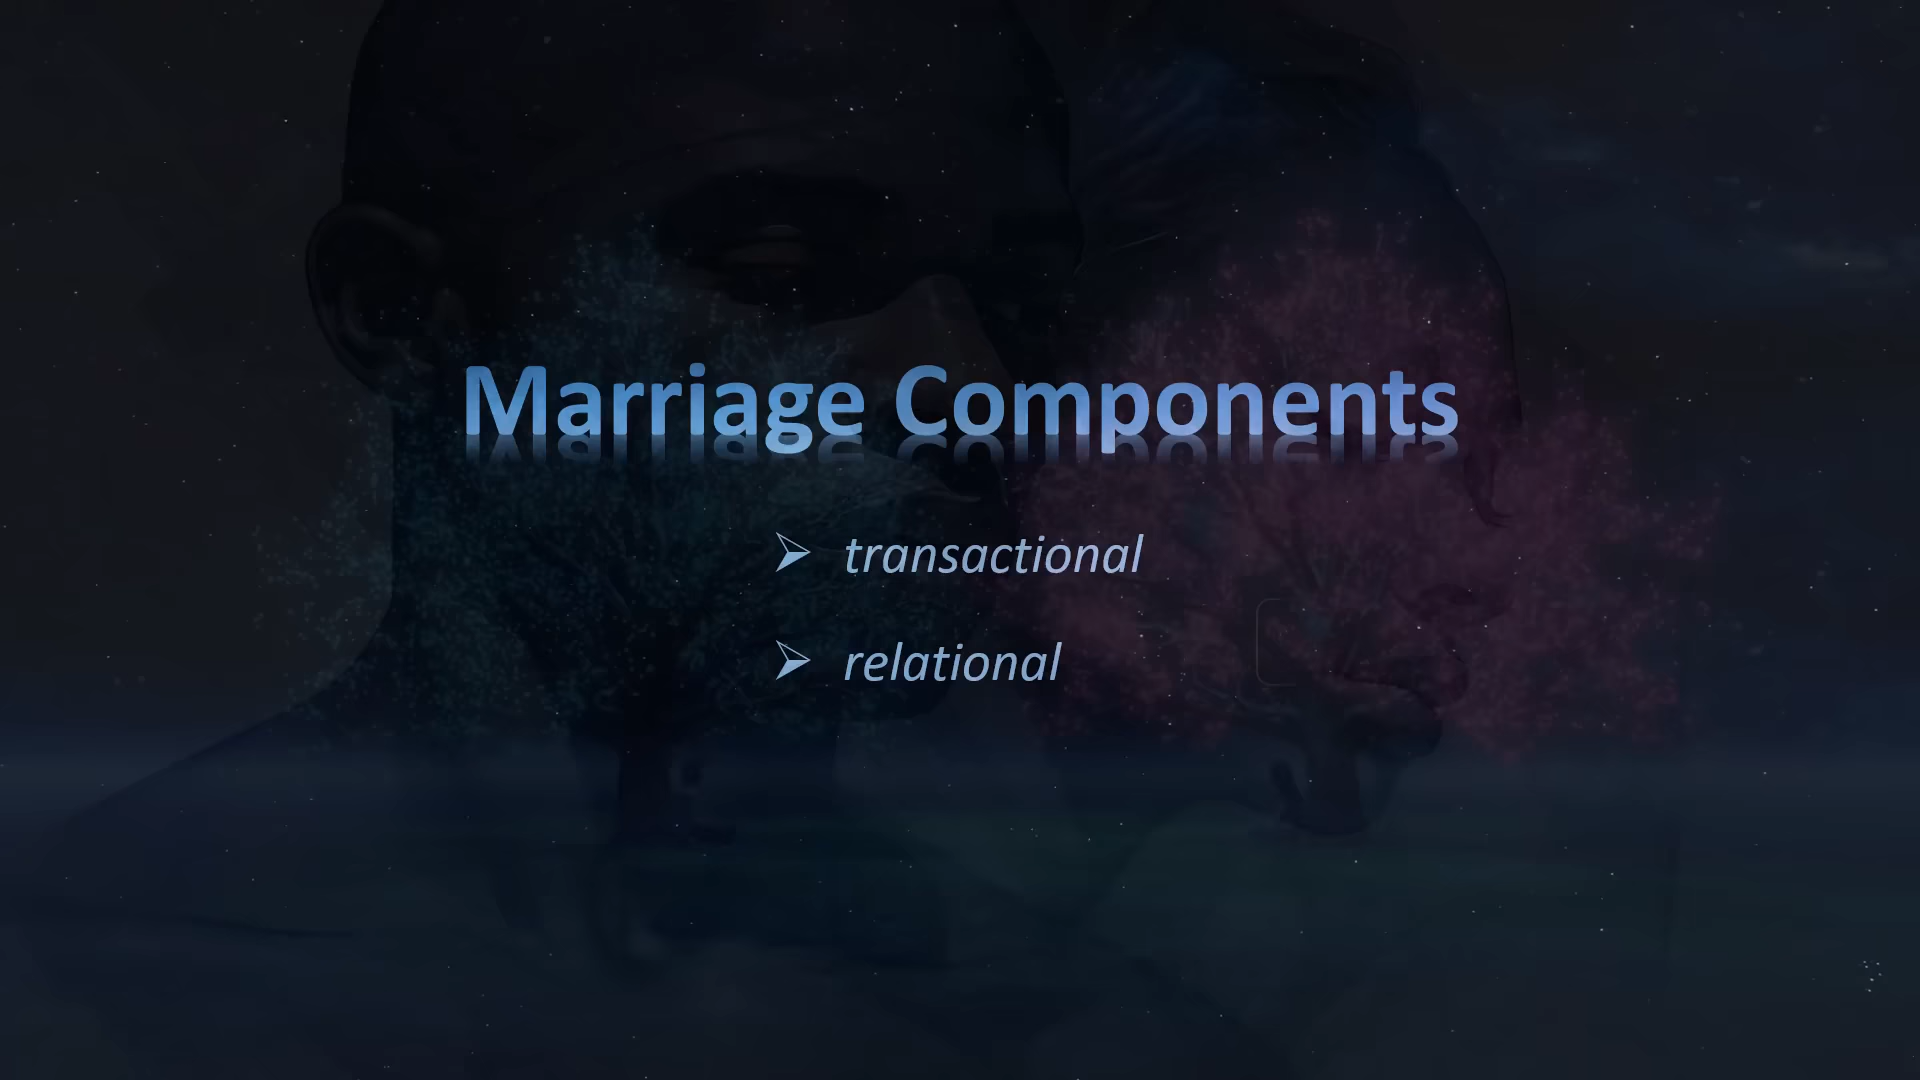 Marriage Components
➢ transactional
➢ relational